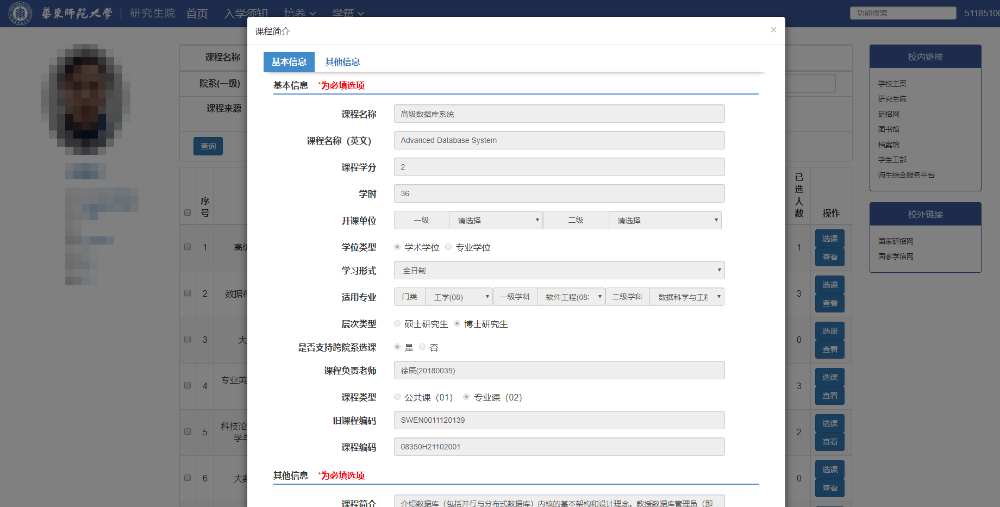 華東師範大學 | 研究生院 首页 入学须知 培养 学籍 功能搜索 51185100
课程简介 ×
基本信息 其他信息
基本信息 *为必填选项
课程名称 高级数据库系统
课程名称（英文） Advanced Database System
课程学分 2
学时 36
开课单位 一级 请选择 二级 请选择
学位类型 学术学位 专业学位
学习形式 全日制
适用专业 门类 工学(08) 一级学科 软件工程(083 二级学科 数据科学与工程
层次类型 硕士研究生 博士研究生
是否支持跨院系选课 是 否
课程负责老师 徐辰(20180039)
课程类型 公共课（01） 专业课（02）
旧课程编码 SWEN0011120139
课程编码 08350H21102001
其他信息 *为必填选项
课程简介 介绍数据库（包括并行与分布式数据库）内核的基本架构和设计理念。教授数据库管理员（即
课程名称
院系(一级)
课程来源
查询
序号 已选人数 操作
1 高级 1 选课 查看
2 数据存 3 选课 查看
3 大 0 选课 查看
4 专业英 3 选课 查看
5 科技论 学与 2 选课 查看
6 大数 0 选课 查看
校内链接
学校主页
研究生院
研招网
图书馆
档案馆
学生工部
师生综合服务平台
校外链接
国家研招网
国家学信网